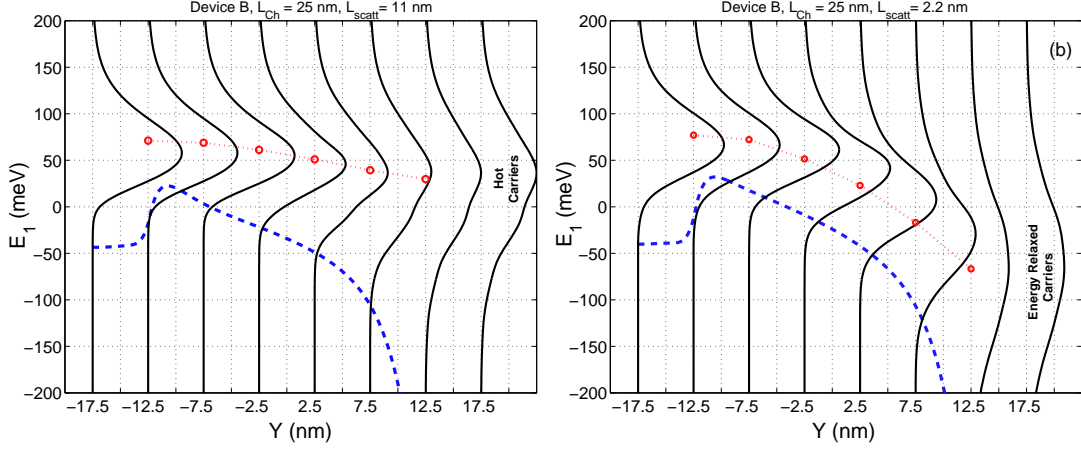 Device B, L_Ch = 25 nm, L_scatt = 11 nm
200
150
100
50
0
−50
−100
−150
−200
E_1 (meV)
Hot
Carriers
−17.5 −12.5 −7.5 −2.5 2.5 7.5 12.5
Y (nm)
Device B, L_Ch = 25 nm, L_scatt = 2.2 nm
(b)
200
150
100
50
0
−50
−100
−150
−200
E_1 (meV)
Energy Relaxed
Carriers
−17.5 −12.5 −7.5 −2.5 2.5 7.5 12.5 17.5
Y (nm)